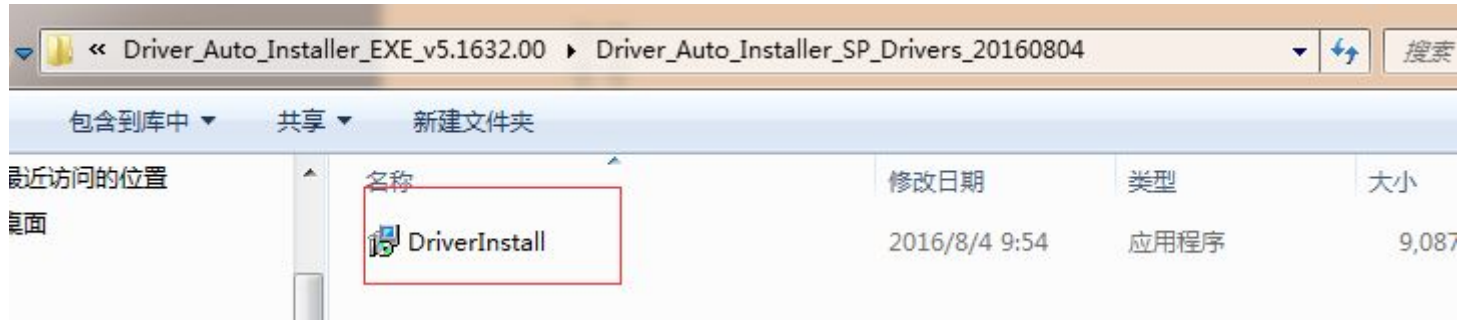 « Driver_Auto_Installer_EXE_v5.1632.00 ▸ Driver_Auto_Installer_SP_Drivers_20160804 搜索
包含到库中 共享 新建文件夹
最近访问的位置 名称 修改日期 类型 大小
桌面 DriverInstall 2016/8/4 9:54 应用程序 9,087